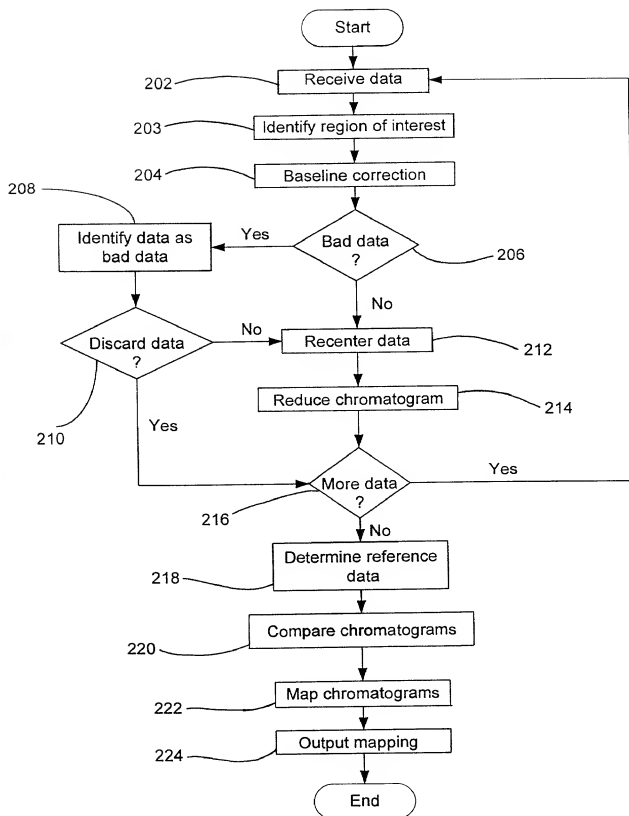 Start
202
Receive data
203
Identify region of interest
204
Baseline correction
208
Identify data as
bad data
Yes
Bad data
?
206
No
Discard data
?
No
Recenter data
212
210
Yes
Reduce chromatogram
214
More data
?
Yes
216
No
218
Determine reference
data
220
Compare chromatograms
222
Map chromatograms
224
Output mapping
End